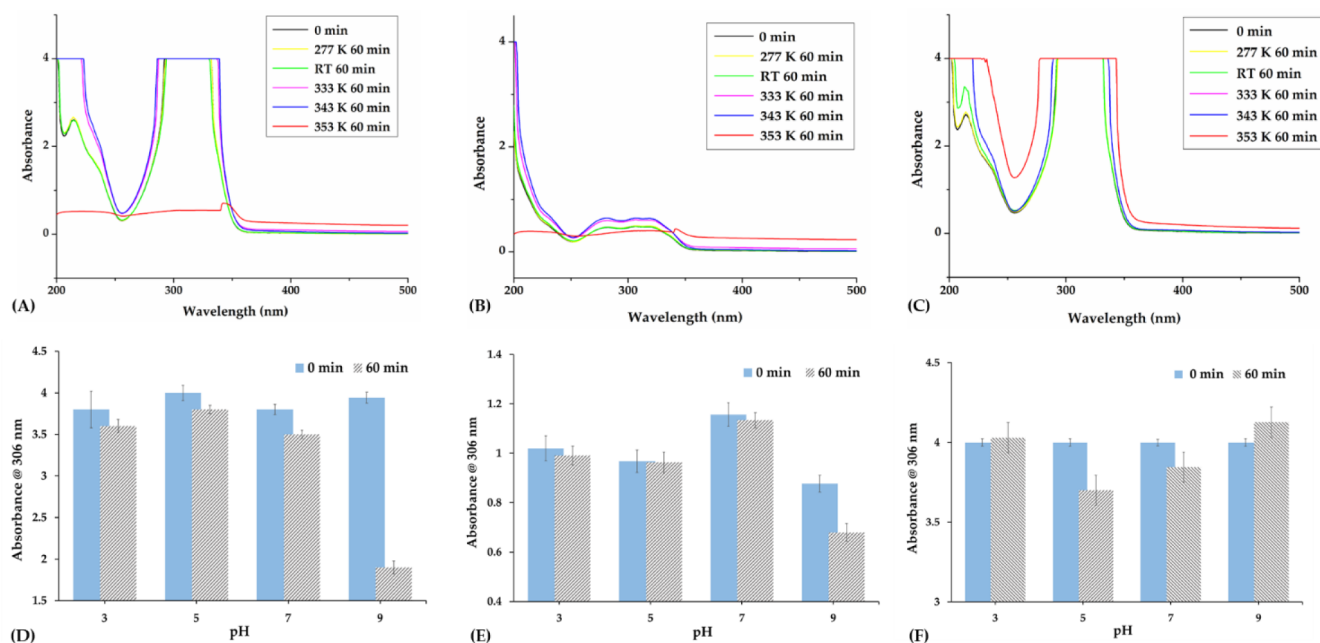 0 min
277 K 60 min
RT 60 min
333 K 60 min
343 K 60 min
353 K 60 min
4
2
0
Absorbance
200 300 400 500
Wavelength (nm)
(A)
0 min
277 K 60 min
RT 60 min
333 K 60 min
343 K 60 min
353 K 60 min
4
2
0
Absorbance
200 300 400 500
Wavelength (nm)
(B)
0 min
277 K 60 min
RT 60 min
333 K 60 min
343 K 60 min
353 K 60 min
4
2
0
Absorbance
200 300 400 500
Wavelength (nm)
(C)
4.5
4
3.5
3
2.5
2
1.5
Absorbance @ 306 nm
0 min 60 min
3 5 7 9
pH
(D)
1.4
1.2
1
0.8
0.6
0.4
Absorbance @ 306 nm
0 min 60 min
3 5 7 9
pH
(E)
4.5
4
3.5
3
Absorbance @ 306 nm
0 min 60 min
3 5 7 9
pH
(F)